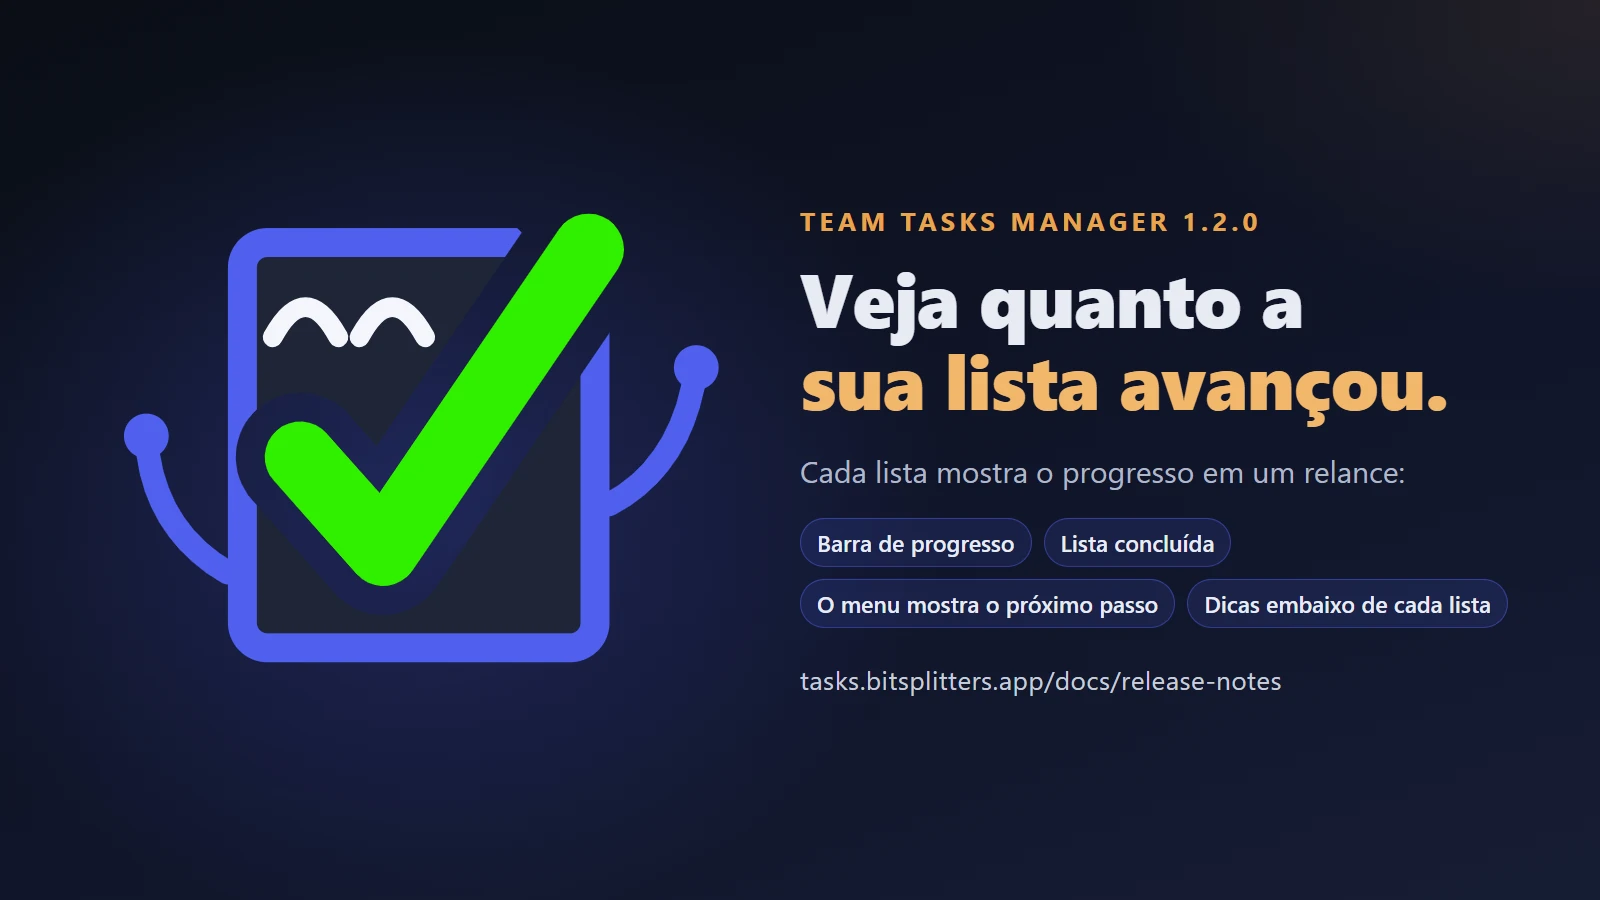 TEAM TASKS MANAGER 1.2.0
Veja quanto a
sua lista avançou.
Cada lista mostra o progresso em um relance:
Barra de progresso
Lista concluída
O menu mostra o próximo passo
Dicas embaixo de cada lista
tasks.bitsplitters.app/docs/release-notes